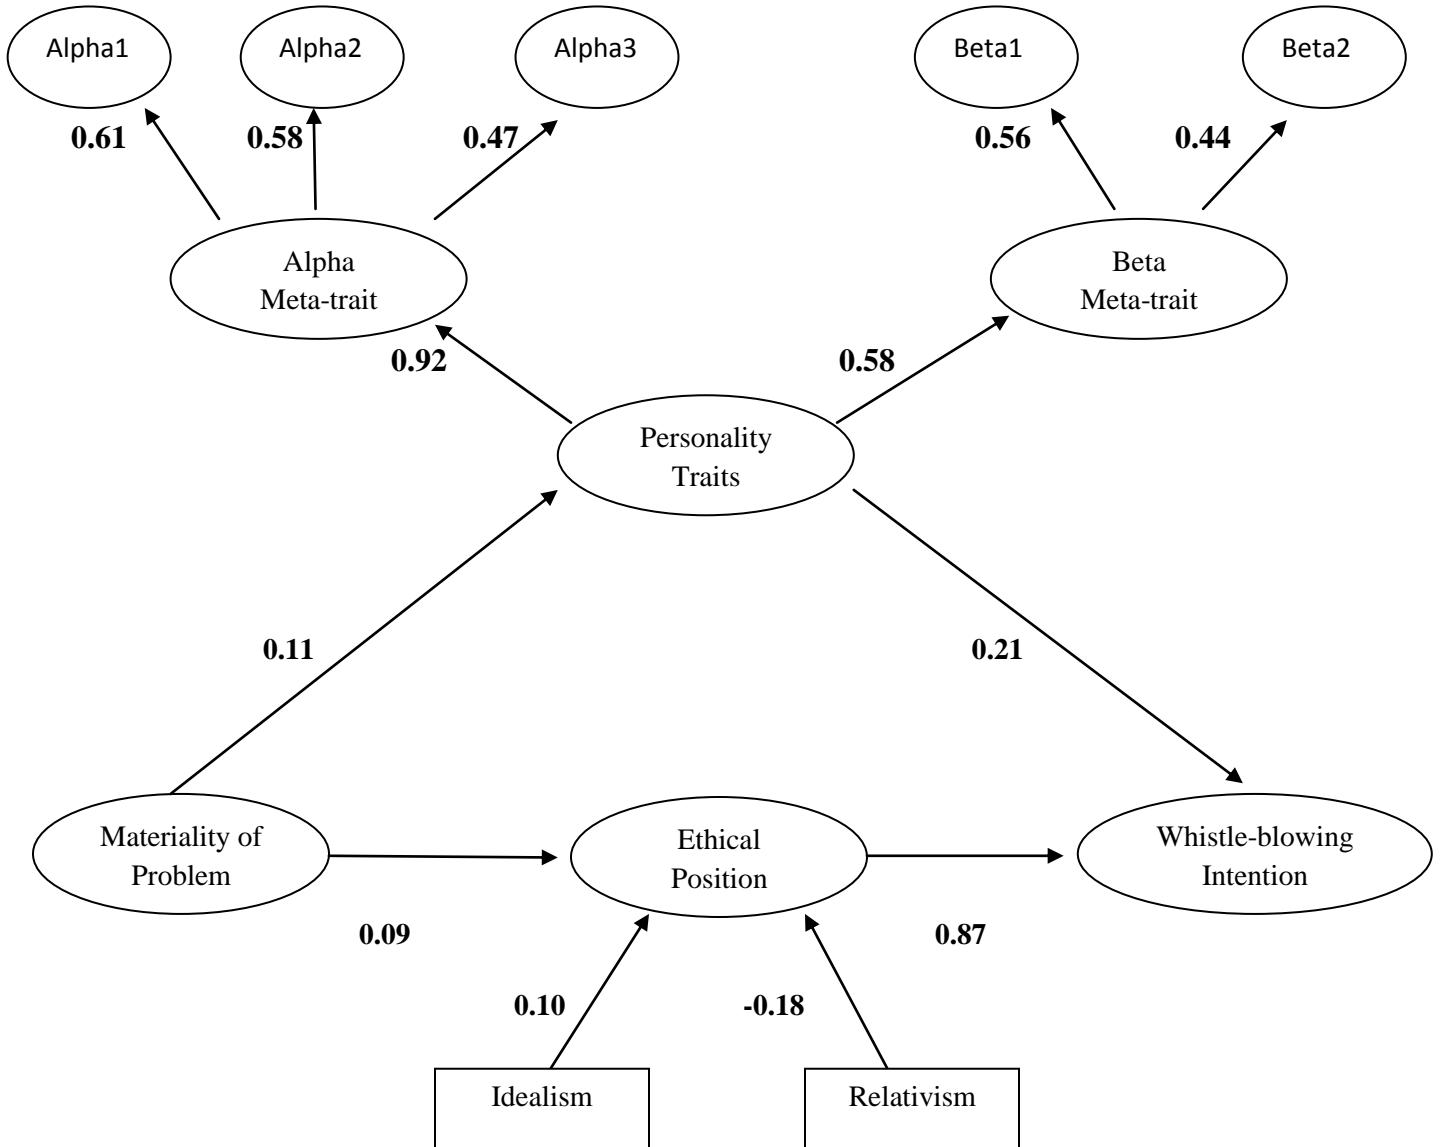 Alpha1
Alpha2
Alpha3
Beta1
Beta2
0.61
0.58
0.47
0.56
0.44
Alpha
Meta-trait
Beta
Meta-trait
0.92
0.58
Personality
Traits
0.11
0.21
Materiality of
Problem
Ethical
Position
Whistle-blowing
Intention
0.09
0.87
0.10
-0.18
Idealism
Relativism